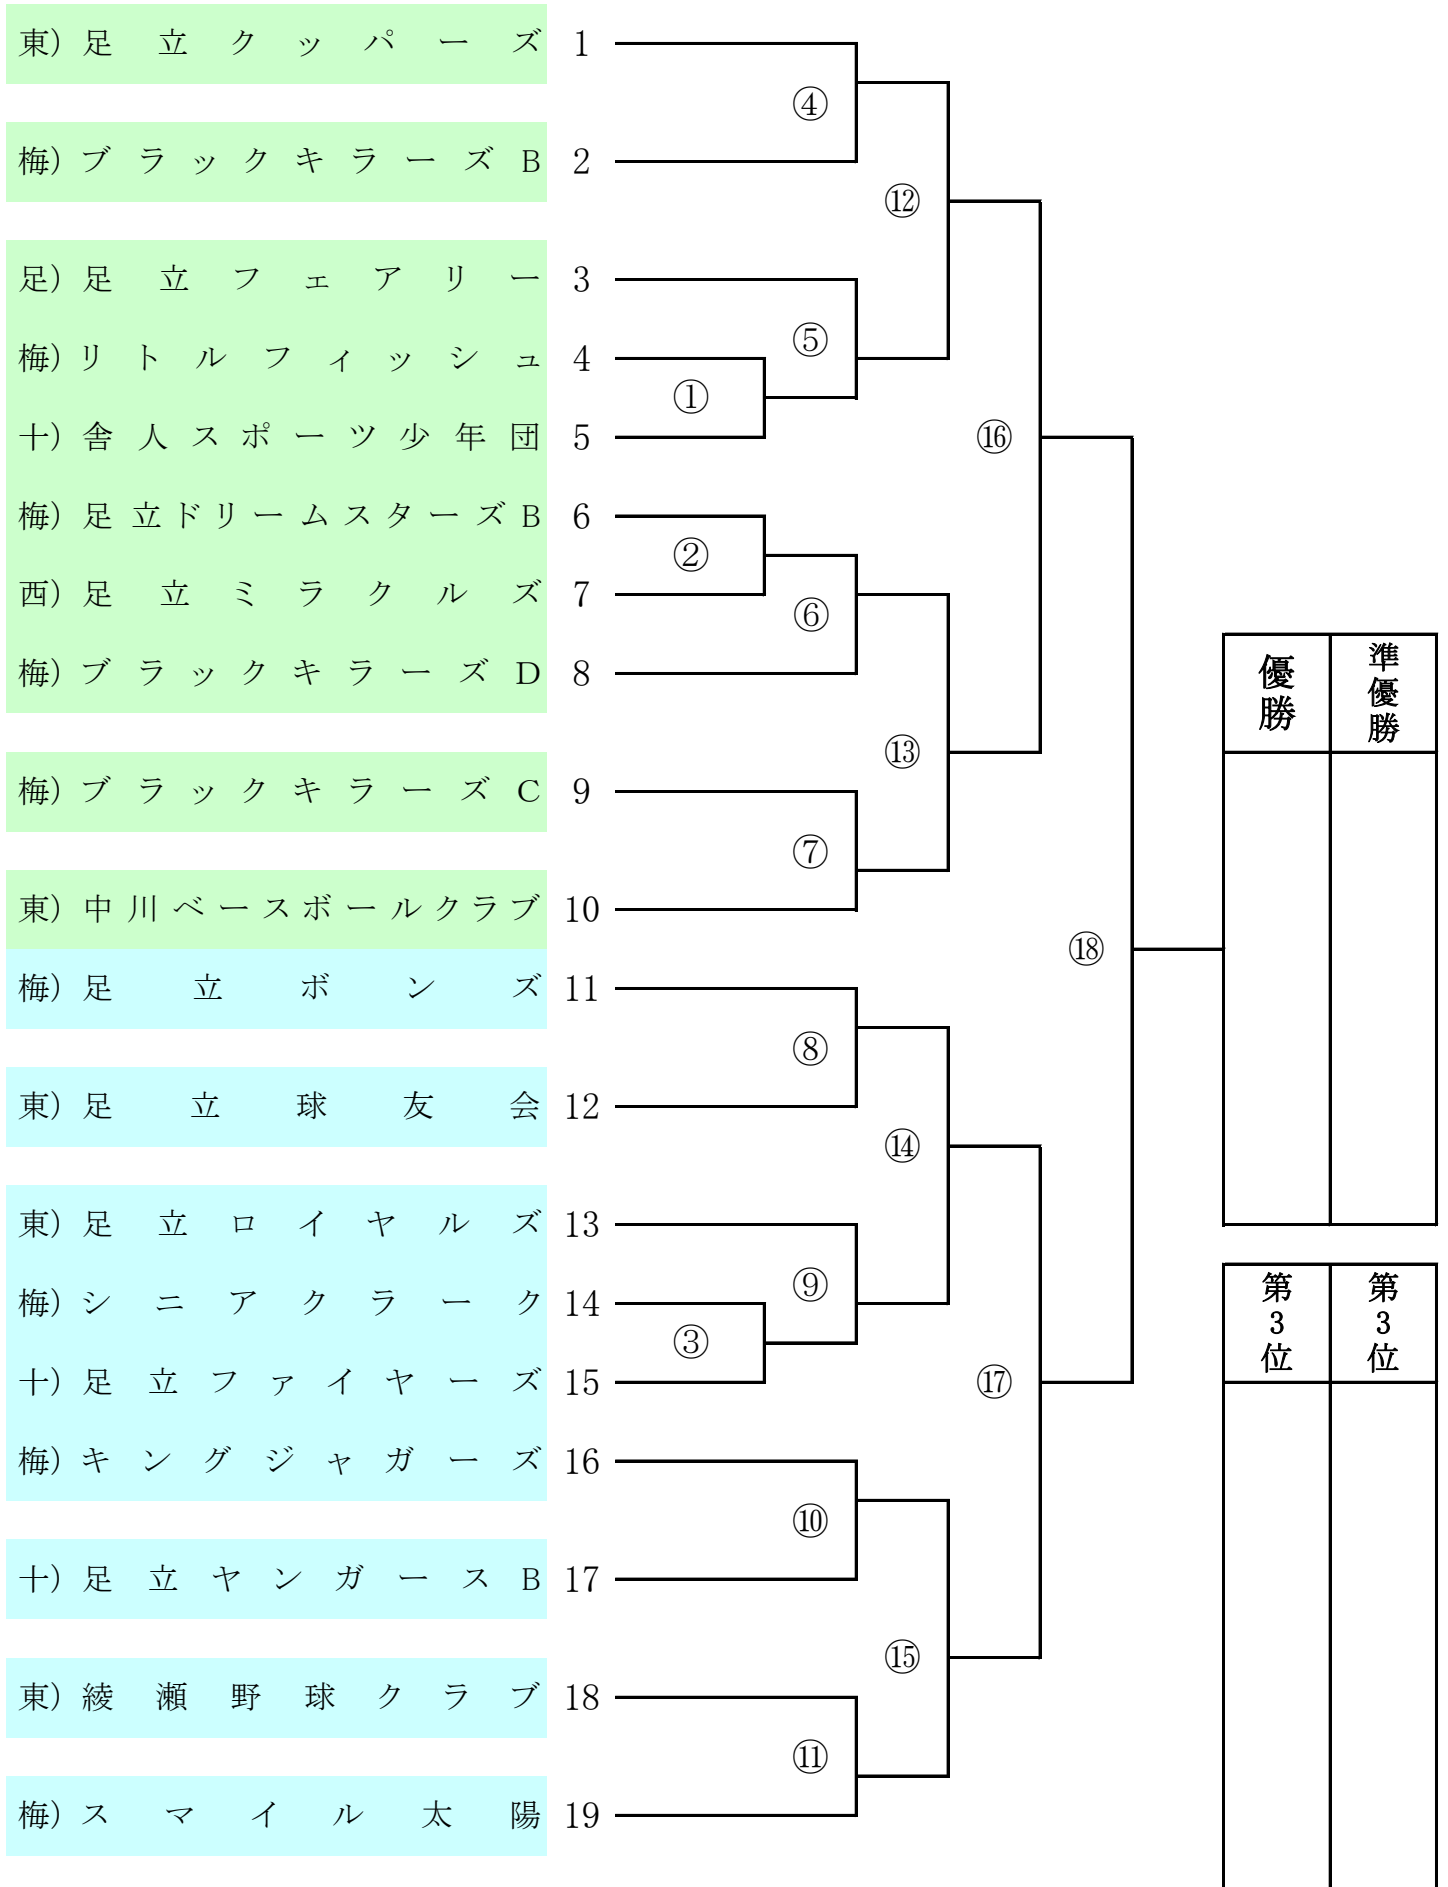 東）足立クッパーズ 1
④
梅）ブラックキラーズB 2
⑫
足）足立フェアリー 3
⑤
梅）リトルフィッシュ 4
①
十）舎人スポーツ少年団 5
⑯
梅）足立ドリームスターズB 6
②
西）足立ミラクルズ 7
⑥
梅）ブラックキラーズD 8
優勝 準優勝
⑬
梅）ブラックキラーズC 9
⑦
東）中川ベースボールクラブ 10
⑱
梅）足立ボンズ 11
⑧
東）足立球友会 12
⑭
東）足立ロイヤルズ 13
⑨
梅）シニアクラーク 14
第3位 第3位
③
十）足立ファイヤーズ 15
⑰
梅）キングジャガーズ 16
⑩
十）足立ヤンガースB 17
⑮
東）綾瀬野球クラブ 18
⑪
梅）スマイル太陽 19